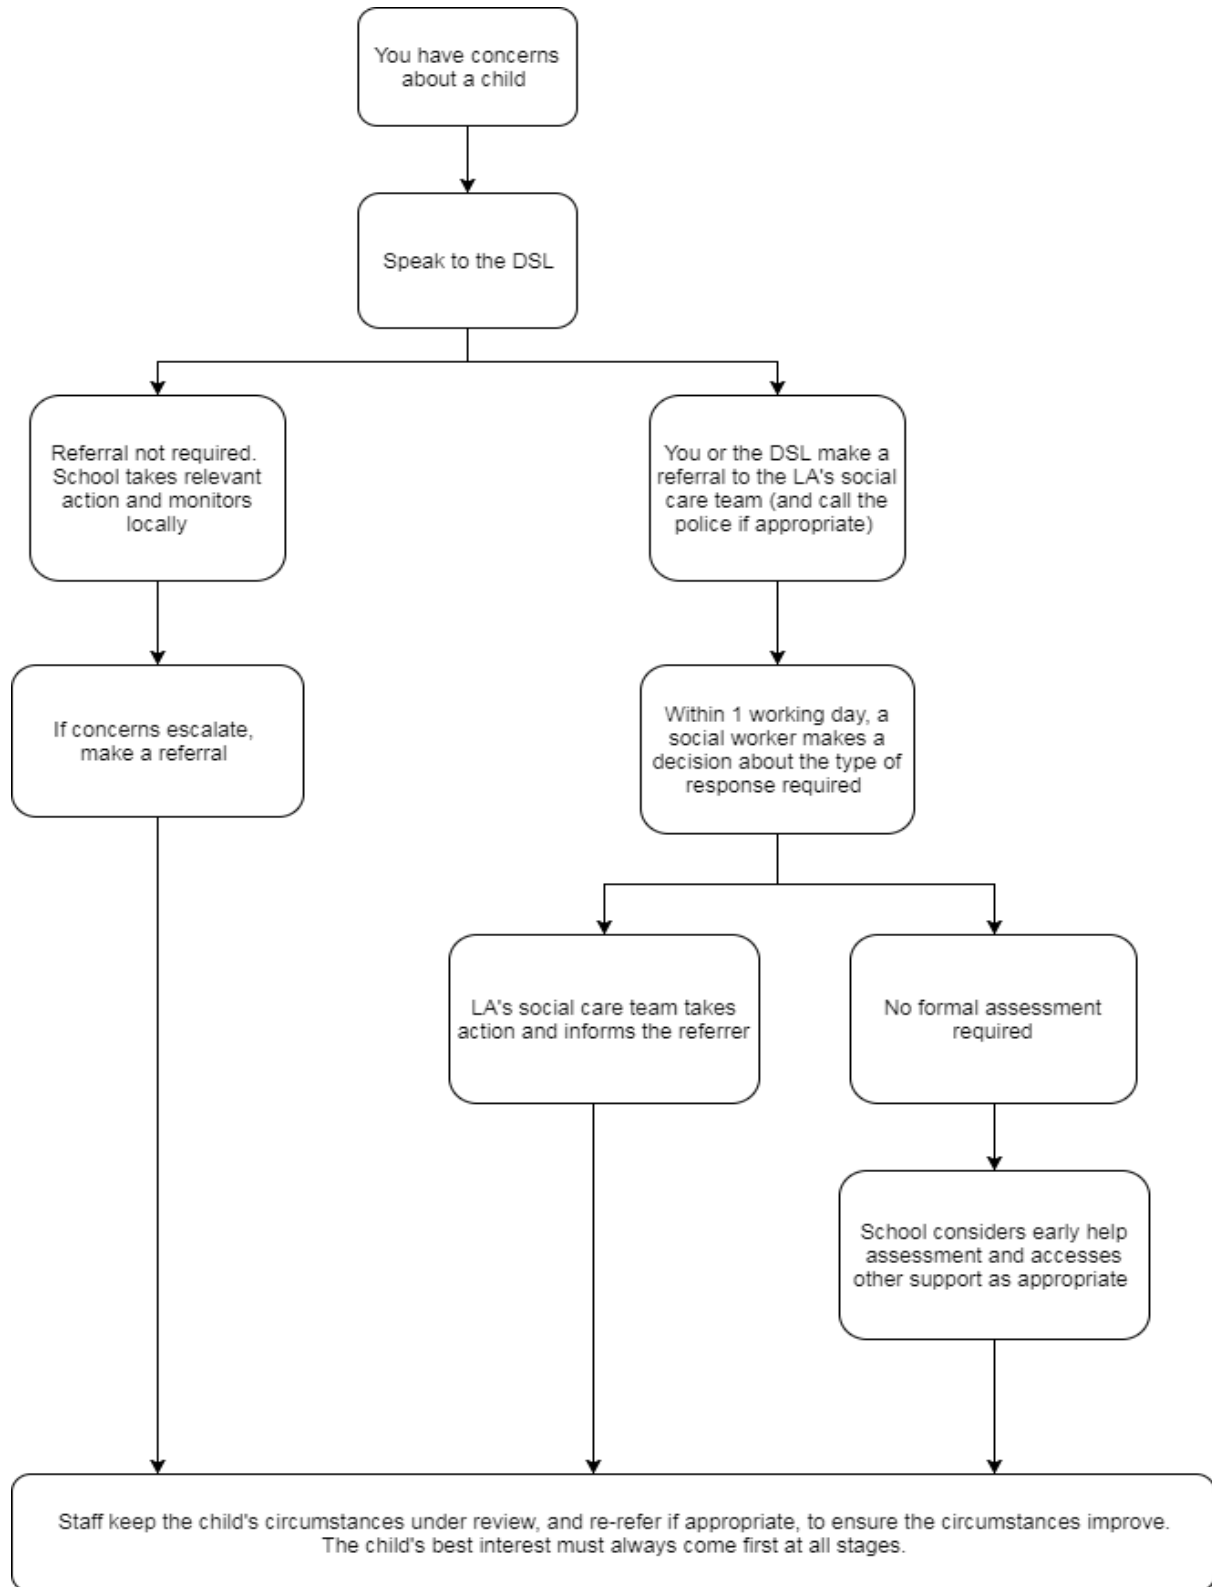 You have concerns
about a child
Speak to the DSL
Referral not required.
School takes relevant
action and monitors
locally
You or the DSL make a
referral to the LA's social
care team (and call the
police if appropriate)
If concerns escalate,
make a referral
Within 1 working day, a
social worker makes a
decision about the type of
response required
LA's social care team takes
action and informs the referrer
No formal assessment
required
School considers early help
assessment and accesses
other support as appropriate
Staff keep the child's circumstances under review, and re-refer if appropriate, to ensure the circumstances improve.
The child's best interest must always come first at all stages.